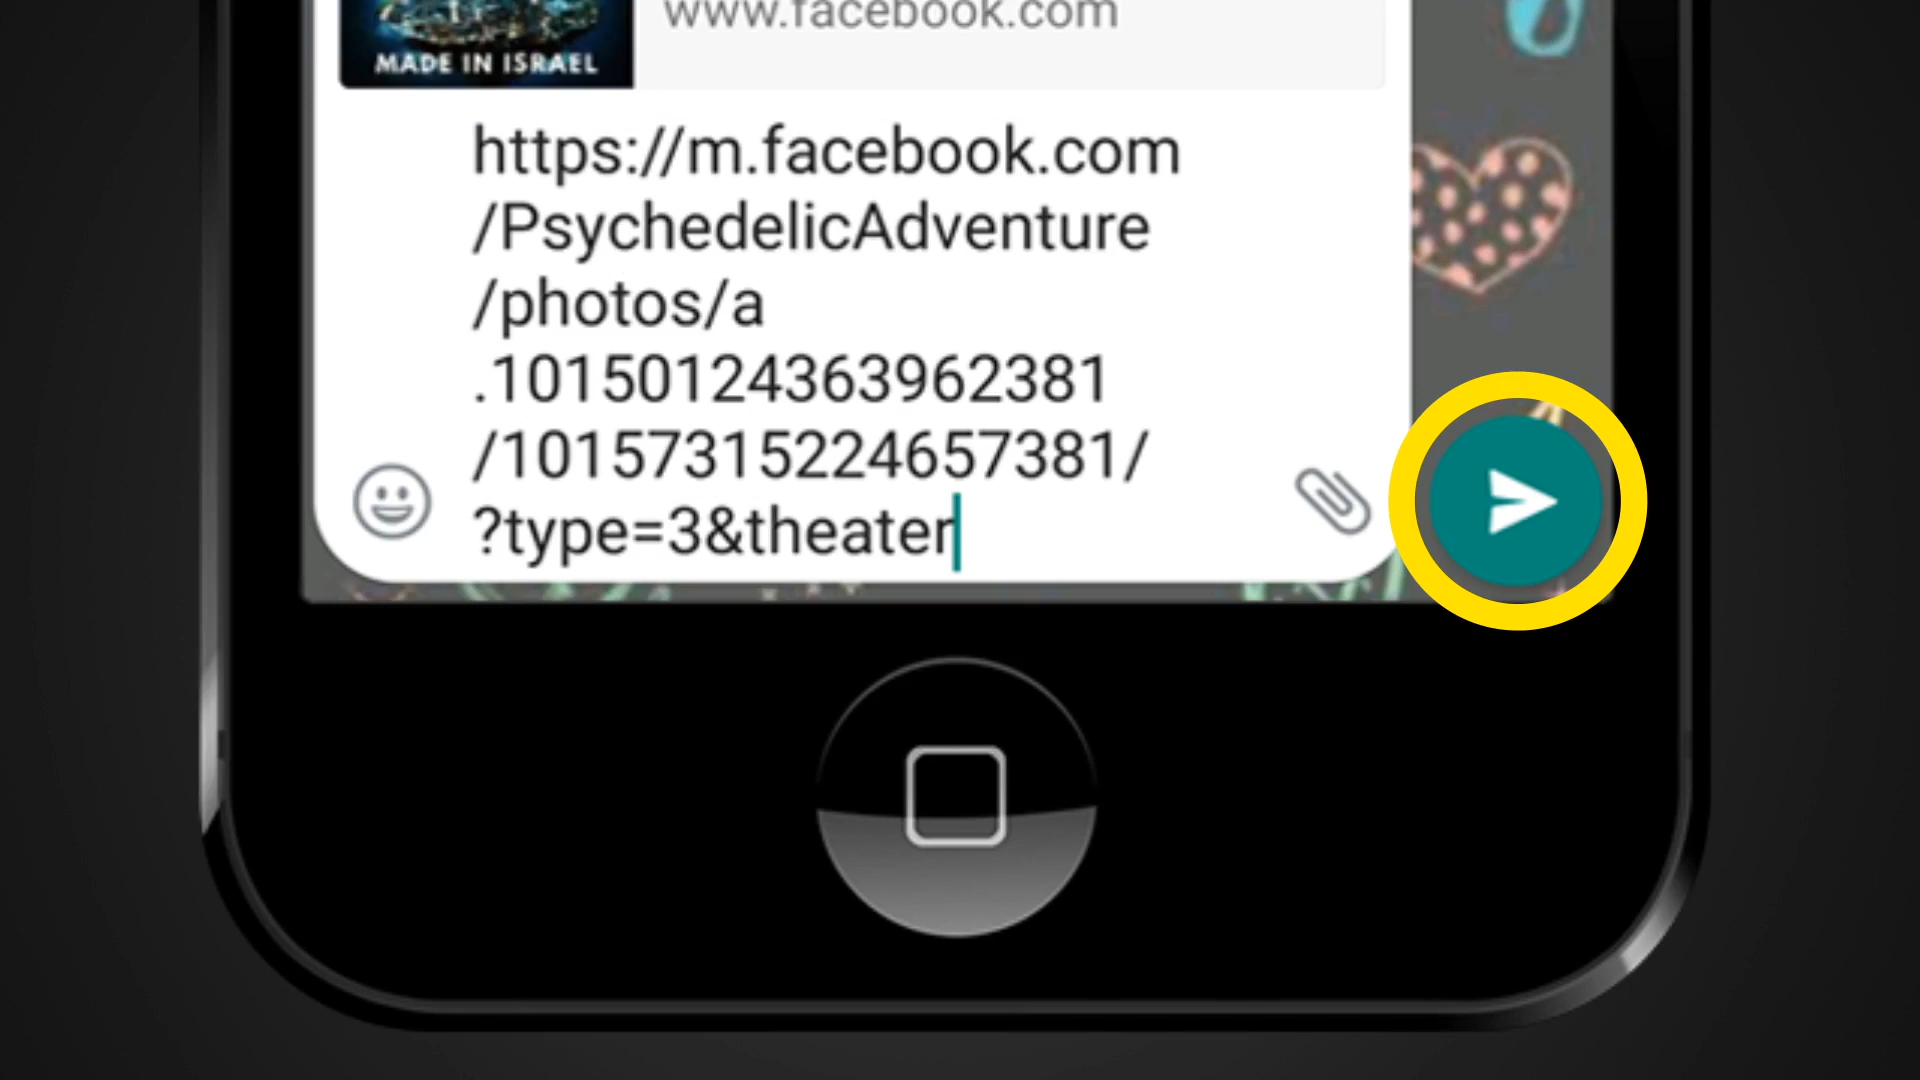 www.facebook.com
MADE IN ISRAEL
https://m.facebook.com
/PsychedelicAdventure
/photos/a
.10150124363962381
/10157315224657381/
?type=3&theater